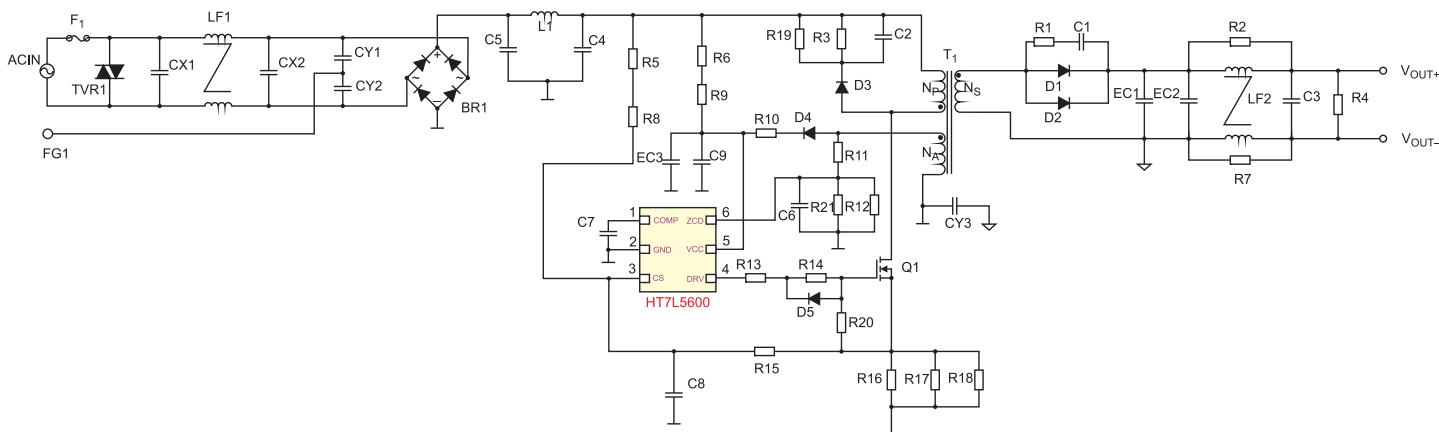 F1
LF1
ACIN
TVR1
CX1
CX2
CY1
CY2
FG1
+
~
~
−
BR1
L1
C5
C4
R5
R8
R6
R9
R19
R3
C2
D3
T1
NP
NS
NA
R1
C1
D1
D2
EC1
EC2
R2
LF2
C3
R4
R7
VOUT+
VOUT−
EC3
C9
R10
D4
R11
C6
R21
R12
CY3
C7
1
COMP
2
GND
3
CS
6
ZCD
5
VCC
4
DRV
HT7L5600
R13
R14
D5
Q1
R20
R15
C8
R16
R17
R18